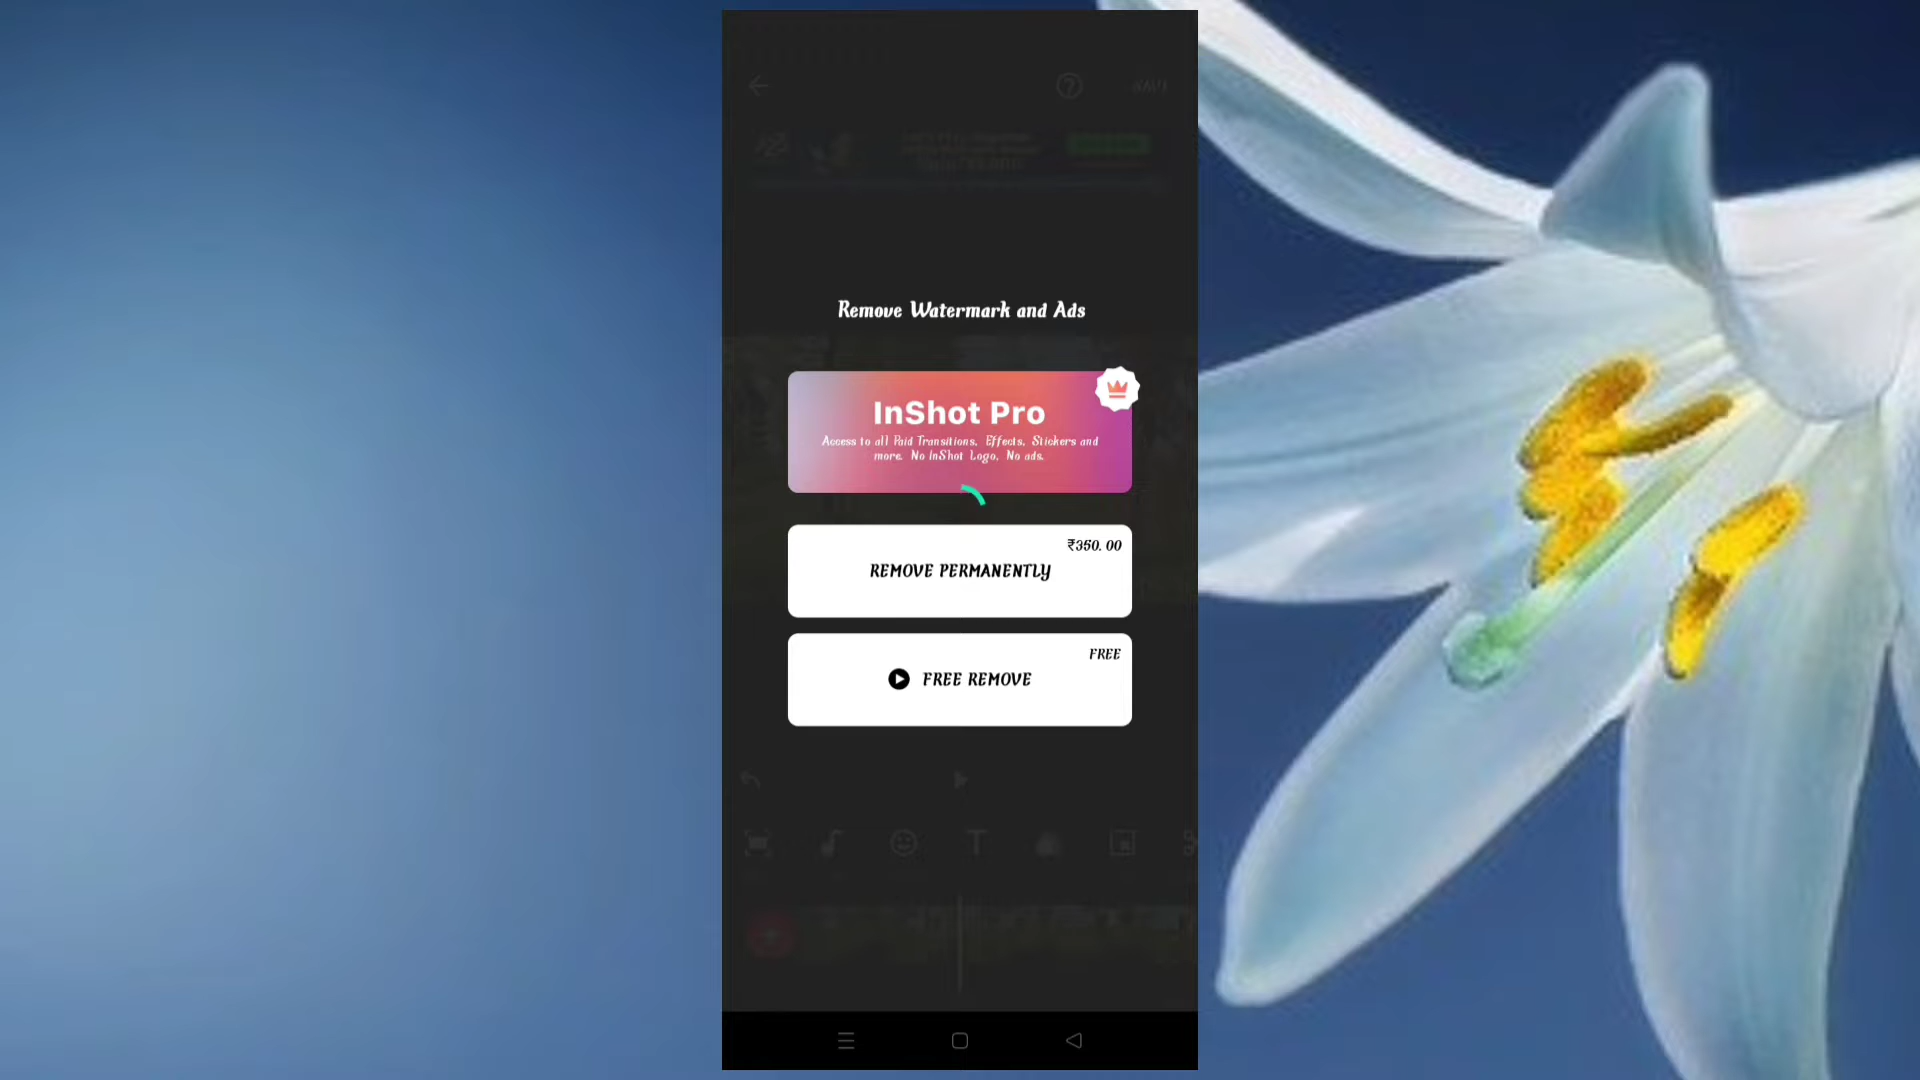 Remove Watermark and Ads
InShot Pro
Access to all Paid Transitions, Effects, Stickers and
more. No InShot Logo, No ads.
₹350.00
REMOVE PERMANENTLY
FREE
FREE REMOVE